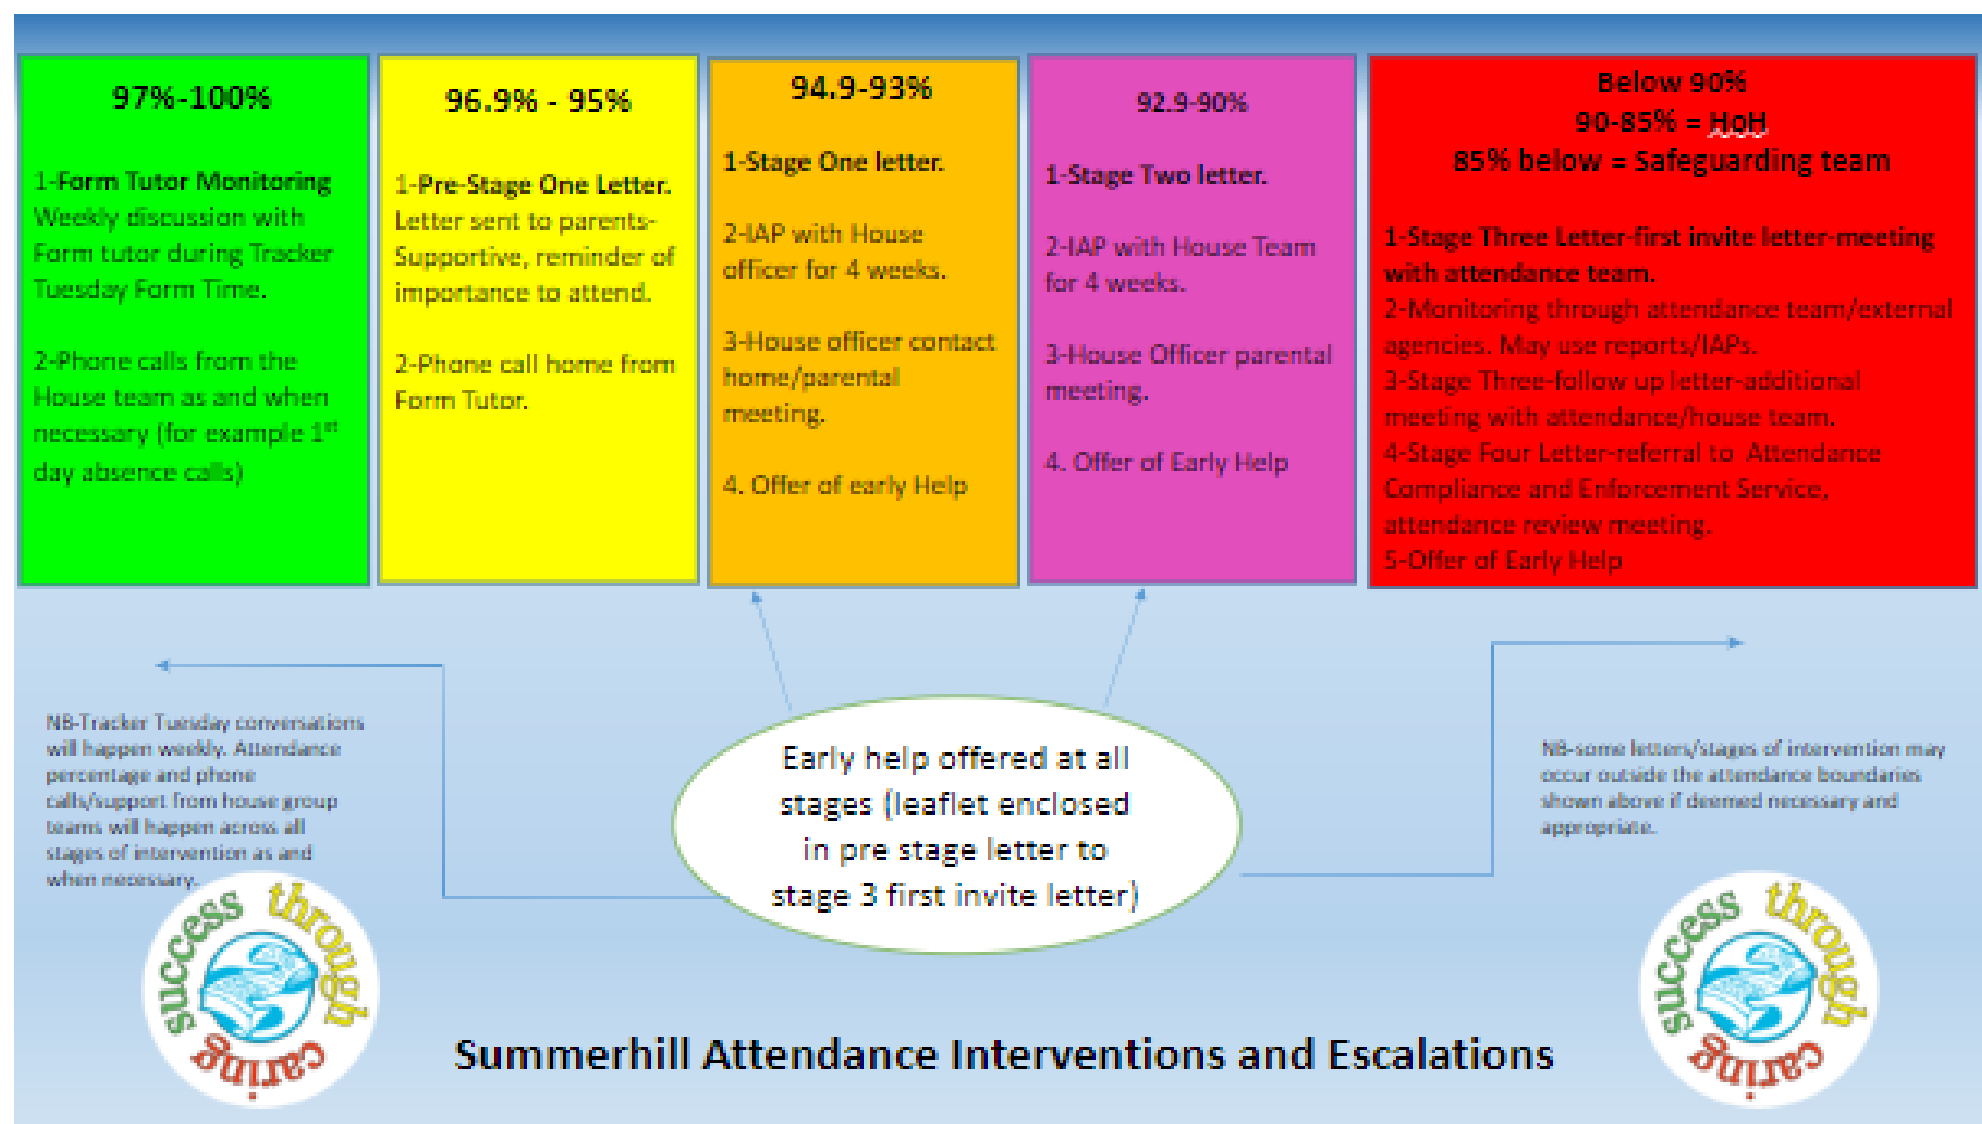 97%-100%
1-Form Tutor Monitoring
Weekly discussion with
Form tutor during Tracker
Tuesday Form Time.
2-Phone calls from the
House team as and when
necessary (for example 1st
day absence calls)
96.9% - 95%
1-Pre-Stage One Letter.
Letter sent to parents-
Supportive, reminder of
importance to attend.
2-Phone call home from
Form Tutor.
94.9-93%
1-Stage One letter.
2-IAP with House
officer for 4 weeks.
3-House officer contact
home/parental
meeting.
4. Offer of early Help
92.9-90%
1-Stage Two letter.
2-IAP with House Team
for 4 weeks.
3-House Officer parental
meeting.
4. Offer of Early Help
Below 90%
90-85% = HoH
85% below = Safeguarding team
1-Stage Three Letter-first invite letter-meeting
with attendance team.
2-Monitoring through attendance team/external
agencies. May use reports/IAPs.
3-Stage Three-follow up letter-additional
meeting with attendance/house team.
4-Stage Four Letter-referral to Attendance
Compliance and Enforcement Service,
attendance review meeting.
5-Offer of Early Help
NB-Tracker Tuesday conversations
will happen weekly. Attendance
percentage and phone
calls/support from house group
teams will happen across all
stages of intervention as and
when necessary.
Early help offered at all
stages (leaflet enclosed
in pre stage letter to
stage 3 first invite letter)
NB-some letters/stages of intervention may
occur outside the attendance boundaries
shown above if deemed necessary and
appropriate.
success through caring
success through caring
Summerhill Attendance Interventions and Escalations